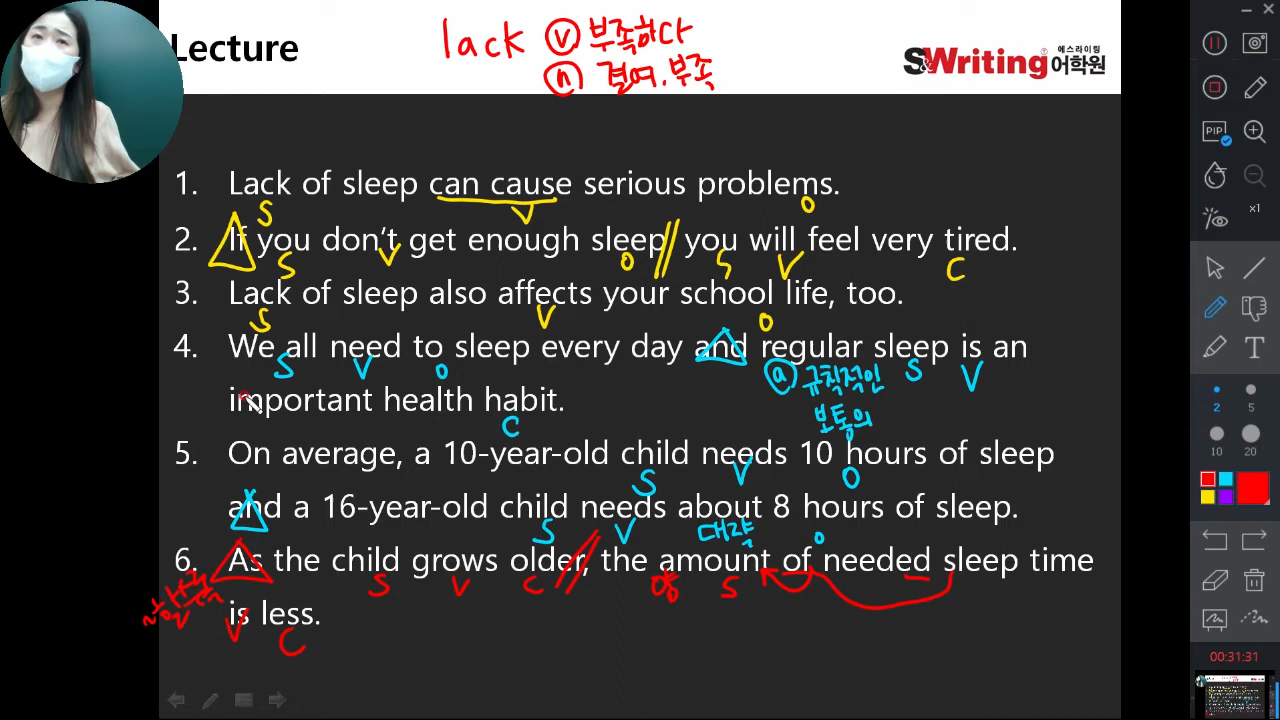 Lecture
lack ⓥ 부족하다
ⓝ 결여.부족
S&Writing 에스라이팅 어학원
1. Lack of sleep can cause serious problems.
S V O
2. If you don't get enough sleep, you will feel very tired.
S V O S V C
3. Lack of sleep also affects your school life, too.
S V O
4. We all need to sleep every day and regular sleep is an
S V O ⓐ 규칙적인 S V
important health habit.
C 보통의
5. On average, a 10-year-old child needs 10 hours of sleep
S V O
and a 16-year-old child needs about 8 hours of sleep.
S V 대략 O
6. As the child grows older, the amount of needed sleep time
S V C 양 S
is less.
V C
PIP
x1
T
2 5
10 20
00:31:31